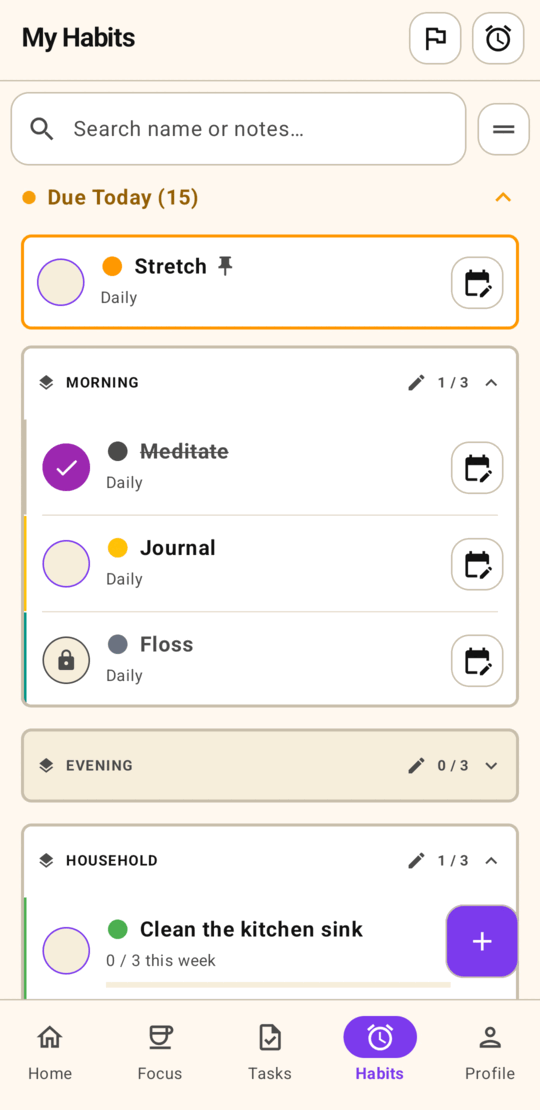 My Habits
Search name or notes…
Due Today (15)
Stretch
Daily
MORNING
1 / 3
Meditate
Daily
Journal
Daily
Floss
Daily
EVENING
0 / 3
HOUSEHOLD
1 / 3
Clean the kitchen sink
0 / 3 this week
Home
Focus
Tasks
Habits
Profile